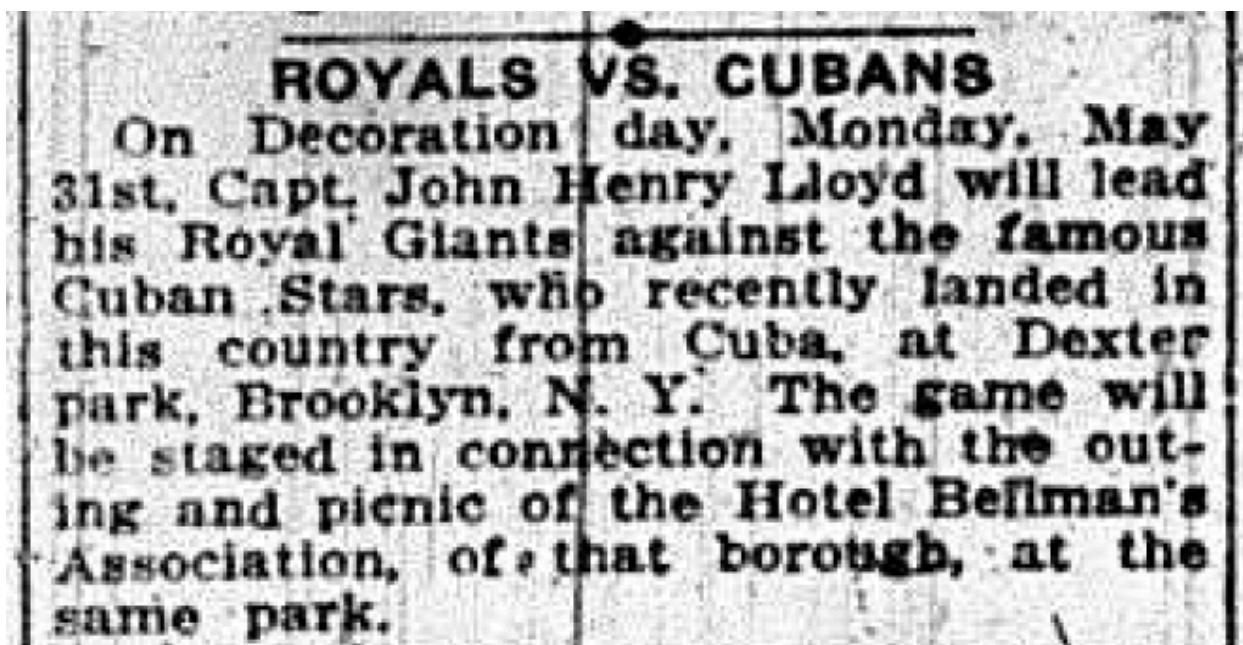 ROYALS VS. CUBANS
On Decoration day, Monday, May
31st, Capt. John Henry Lloyd will lead
his Royal Giants against the famous
Cuban Stars, who recently landed in
this country from Cuba, at Dexter
park, Brooklyn, N. Y. The game will
be staged in connection with the out-
ing and picnic of the Hotel Bellman's
Association, of that borough, at the
same park.